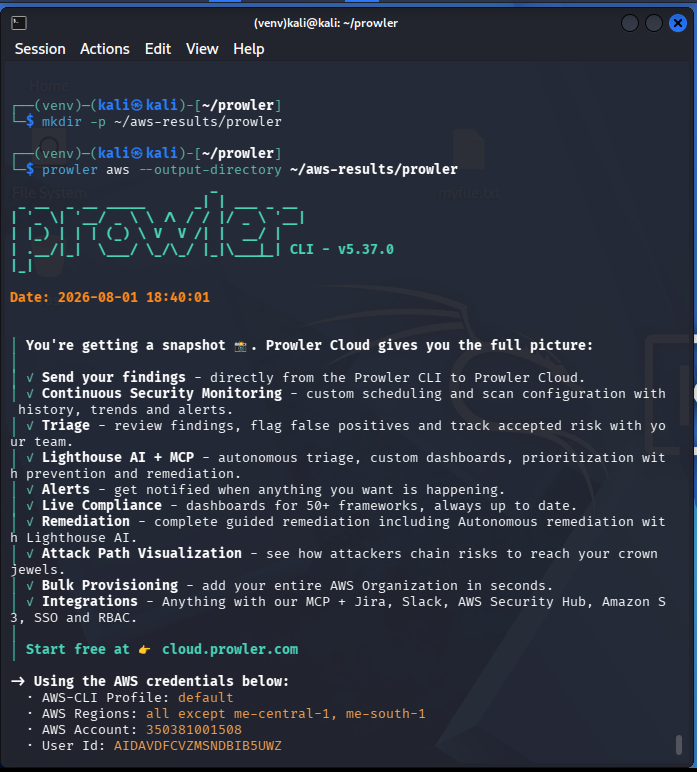 (venv)kali@kali: ~/prowler
Session Actions Edit View Help
Home
┌──(venv)─(kali㉿kali)-[~/prowler]
└─$ mkdir -p ~/aws-results/prowler
┌──(venv)─(kali㉿kali)-[~/prowler]
└─$ prowler aws --output-directory ~/aws-results/prowler
File System
myfile.txt
prowler
CLI - v5.37.0
Date: 2026-08-01 18:40:01
You're getting a snapshot 📸. Prowler Cloud gives you the full picture:
✓ Send your findings - directly from the Prowler CLI to Prowler Cloud.
✓ Continuous Security Monitoring - custom scheduling and scan configuration with
history, trends and alerts.
✓ Triage - review findings, flag false positives and track accepted risk with yo
ur team.
✓ Lighthouse AI + MCP - autonomous triage, custom dashboards, prioritization wit
h prevention and remediation.
✓ Alerts - get notified when anything you want is happening.
✓ Live Compliance - dashboards for 50+ frameworks, always up to date.
✓ Remediation - complete guided remediation including Autonomous remediation wit
h Lighthouse AI.
✓ Attack Path Visualization - see how attackers chain risks to reach your crown
jewels.
✓ Bulk Provisioning - add your entire AWS Organization in seconds.
✓ Integrations - Anything with our MCP + Jira, Slack, AWS Security Hub, Amazon S
3, SSO and RBAC.
Start free at 👉 cloud.prowler.com
→ Using the AWS credentials below:
· AWS-CLI Profile: default
· AWS Regions: all except me-central-1, me-south-1
· AWS Account: 350381001508
· User Id: AIDAVDFCVZMSNDBIB5UWZ